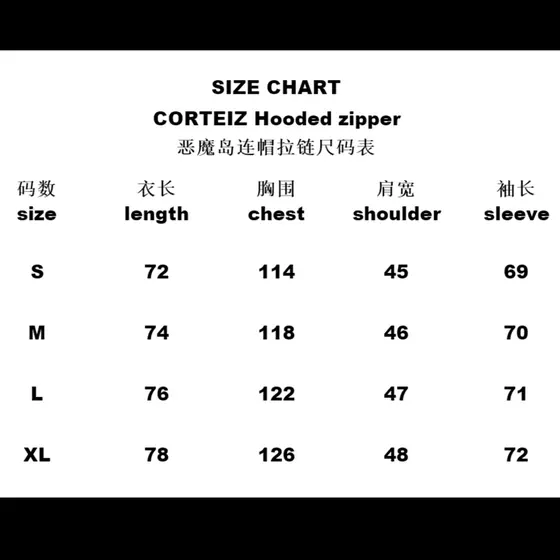 SIZE CHART
CORTEIZ Hooded zipper
恶魔岛连帽拉链尺码表
码数 衣长 胸围 肩宽 袖长
size length chest shoulder sleeve
S 72 114 45 69
M 74 118 46 70
L 76 122 47 71
XL 78 126 48 72